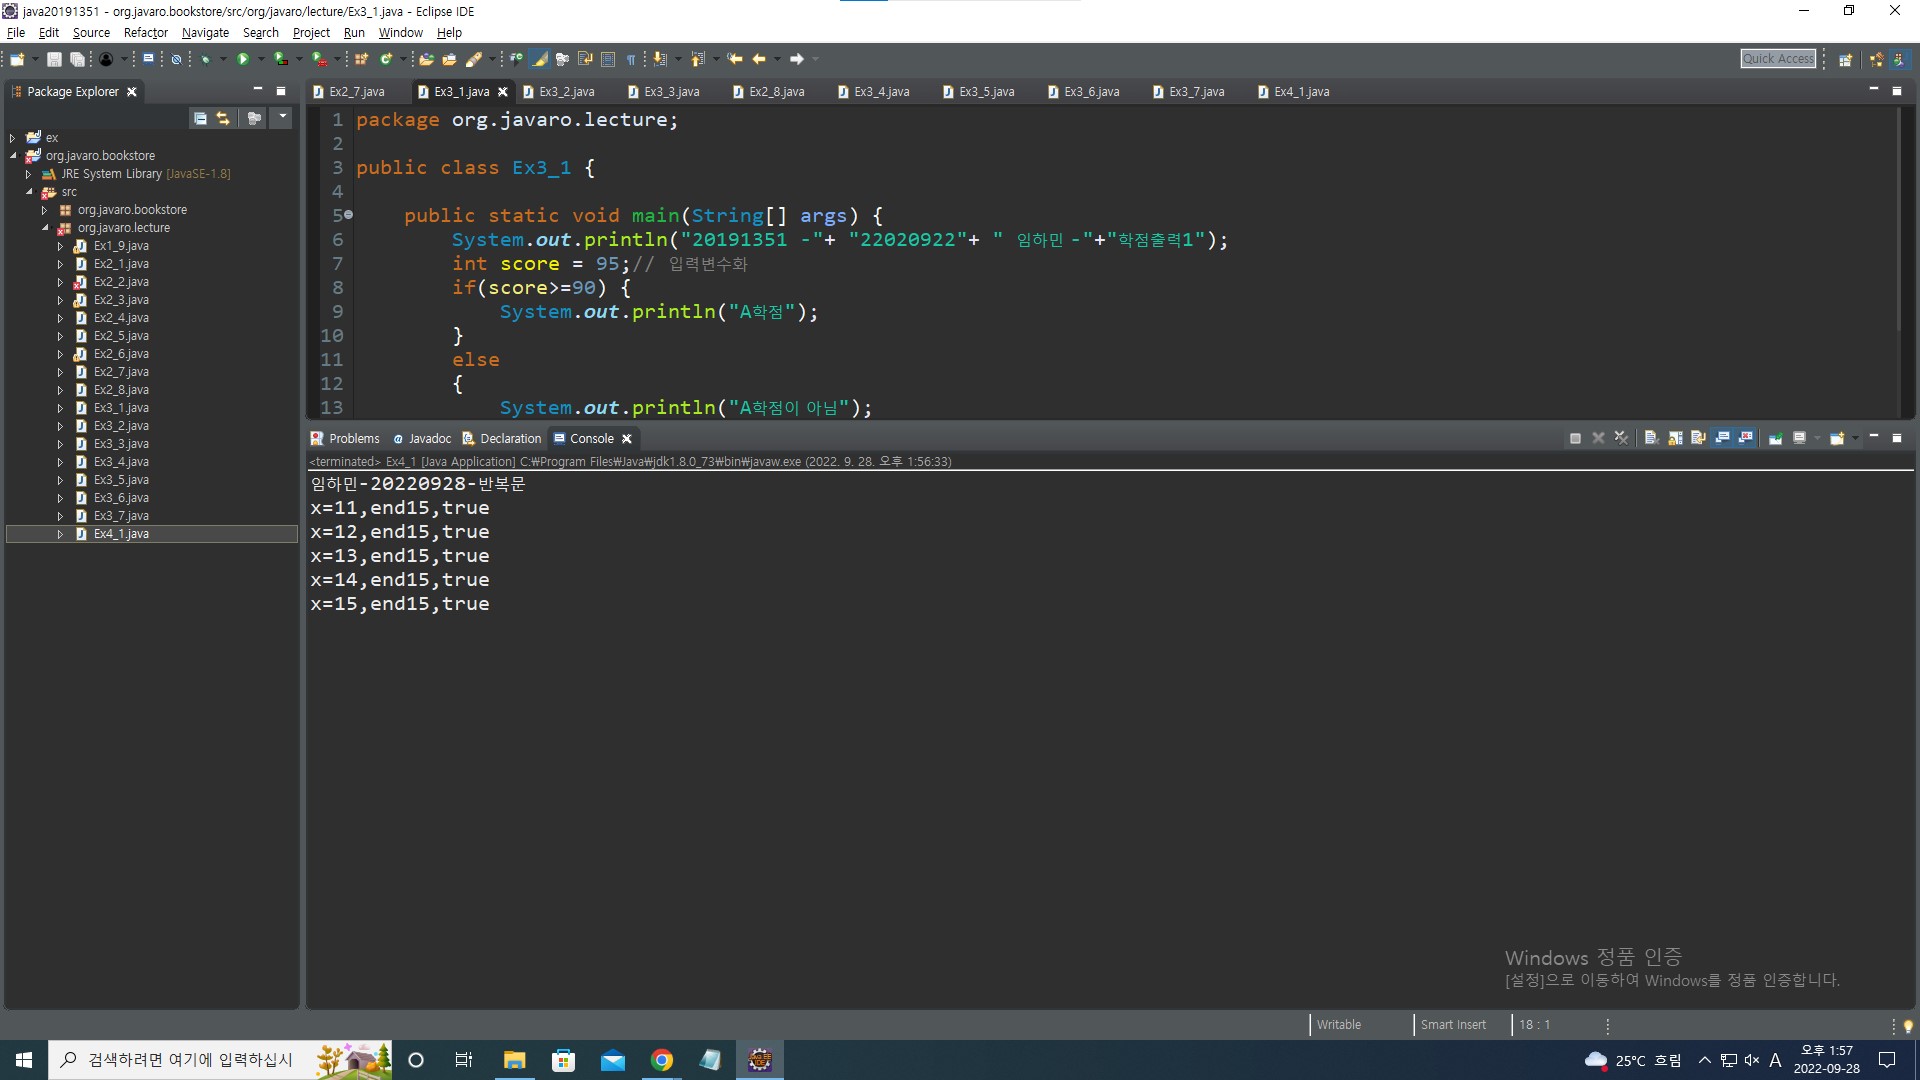 java20191351 - org.javaro.bookstore/src/org/javaro/lecture/Ex3_1.java - Eclipse IDE
File Edit Source Refactor Navigate Search Project Run Window Help
Quick Access
Package Explorer
Ex2_7.java Ex3_1.java Ex3_2.java Ex3_3.java Ex2_8.java Ex3_4.java Ex3_5.java Ex3_6.java Ex3_7.java Ex4_1.java
ex
org.javaro.bookstore
JRE System Library [JavaSE-1.8]
src
org.javaro.bookstore
org.javaro.lecture
Ex1_9.java
Ex2_1.java
Ex2_2.java
Ex2_3.java
Ex2_4.java
Ex2_5.java
Ex2_6.java
Ex2_7.java
Ex2_8.java
Ex3_1.java
Ex3_2.java
Ex3_3.java
Ex3_4.java
Ex3_5.java
Ex3_6.java
Ex3_7.java
Ex4_1.java
1 package org.javaro.lecture;
2
3 public class Ex3_1 {
4
5 public static void main(String[] args) {
6 System.out.println("20191351 -"+ "22020922"+ " 임하민 -"+"학점출력1");
7 int score = 95;// 입력변수화
8 if(score>=90) {
9 System.out.println("A학점");
10 }
11 else
12 {
13 System.out.println("A학점이 아님");
Problems Javadoc Declaration Console
<terminated> Ex4_1 [Java Application] C:₩Program Files₩Java₩jdk1.8.0_73₩bin₩javaw.exe (2022. 9. 28. 오후 1:56:33)
임하민-20220928-반복문
x=11,end15,true
x=12,end15,true
x=13,end15,true
x=14,end15,true
x=15,end15,true
Windows 정품 인증
[설정]으로 이동하여 Windows를 정품 인증합니다.
Writable Smart Insert 18 : 1
검색하려면 여기에 입력하십시
25°C 흐림 A 오후 1:57
2022-09-28